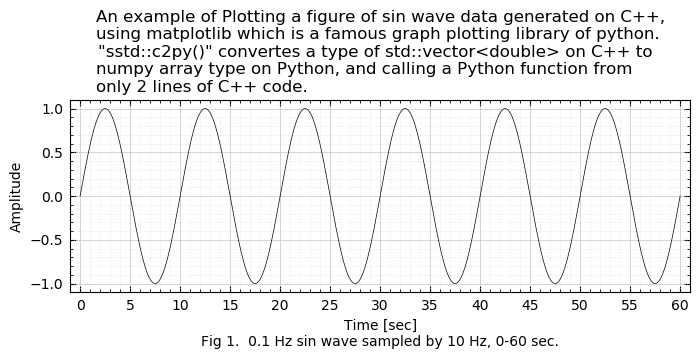 An example of Plotting a figure of sin wave data generated on C++,
using matplotlib which is a famous graph plotting library of python.
"sstd::c2py()" convertes a type of std::vector<double> on C++ to
numpy array type on Python, and calling a Python function from
only 2 lines of C++ code.
1.0
0.5
0.0
−0.5
−1.0
Amplitude
0 5 10 15 20 25 30 35 40 45 50 55 60
Time [sec]
Fig 1.  0.1 Hz sin wave sampled by 10 Hz, 0-60 sec.